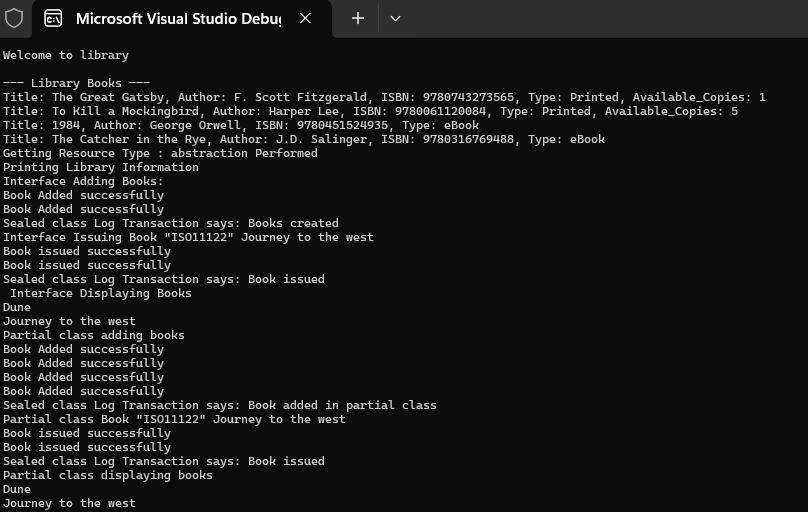 Microsoft Visual Studio Debu
Welcome to library
--- Library Books ---
Title: The Great Gatsby, Author: F. Scott Fitzgerald, ISBN: 9780743273565, Type: Printed, Available_Copies: 1
Title: To Kill a Mockingbird, Author: Harper Lee, ISBN: 9780061120084, Type: Printed, Available_Copies: 5
Title: 1984, Author: George Orwell, ISBN: 9780451524935, Type: eBook
Title: The Catcher in the Rye, Author: J.D. Salinger, ISBN: 9780316769488, Type: eBook
Getting Resource Type : abstraction Performed
Printing Library Information
Interface Adding Books:
Book Added successfully
Book Added successfully
Sealed class Log Transaction says: Books created
Interface Issuing Book "ISO11122" Journey to the west
Book issued successfully
Book issued successfully
Sealed class Log Transaction says: Book issued
Interface Displaying Books
Dune
Journey to the west
Partial class adding books
Book Added successfully
Book Added successfully
Book Added successfully
Book Added successfully
Sealed class Log Transaction says: Book added in partial class
Partial class Book "ISO11122" Journey to the west
Book issued successfully
Book issued successfully
Sealed class Log Transaction says: Book issued
Partial class displaying books
Dune
Journey to the west